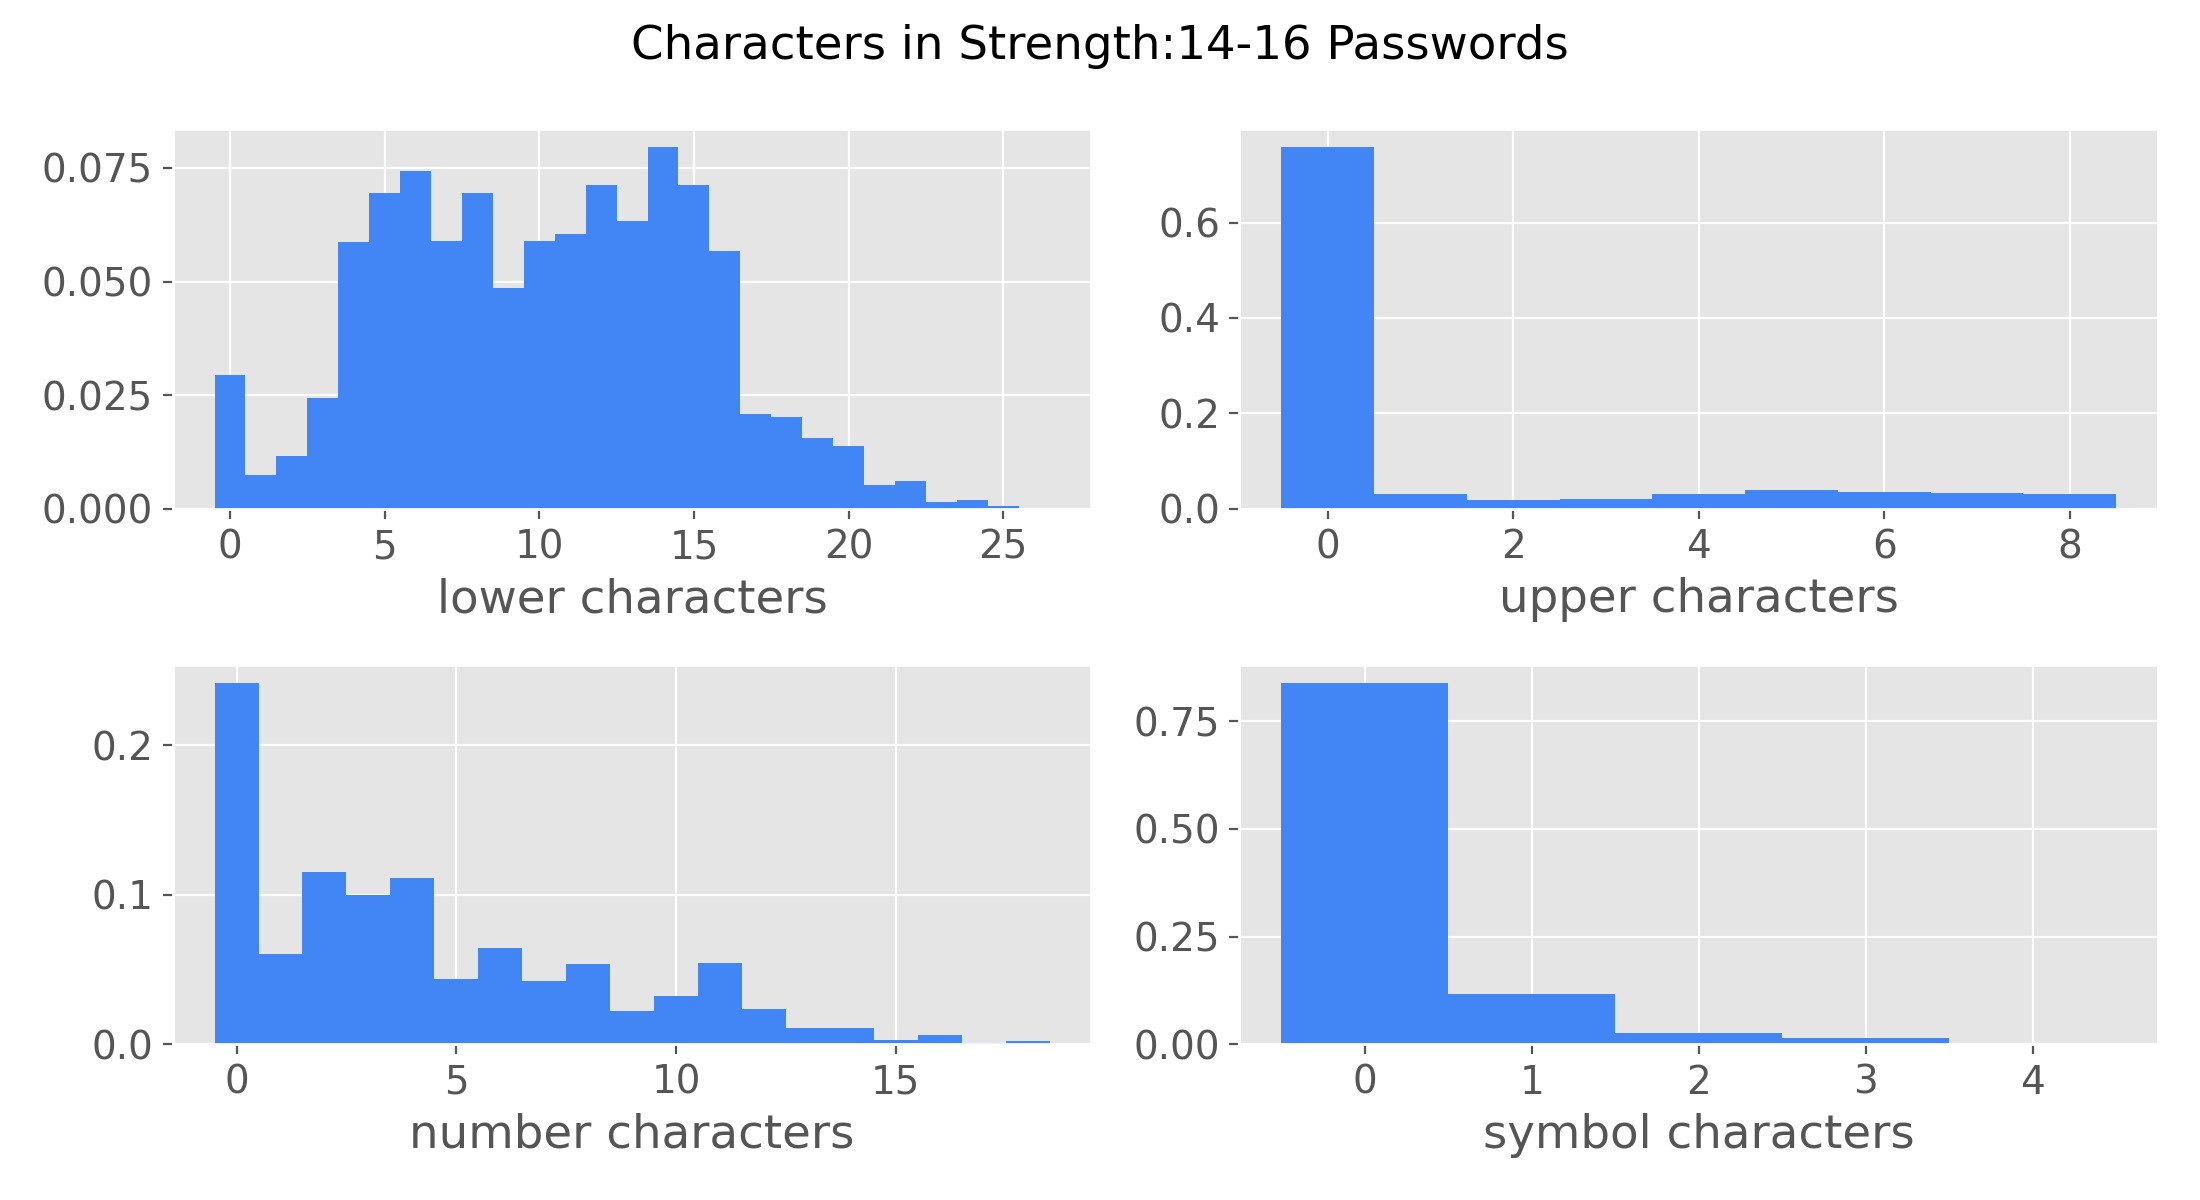 Characters in Strength:14-16 Passwords
0.075
0.050
0.025
0.000
0 5 10 15 20 25
lower characters
0.6
0.4
0.2
0.0
0 2 4 6 8
upper characters
0.2
0.1
0.0
0 5 10 15
number characters
0.75
0.50
0.25
0.00
0 1 2 3 4
symbol characters